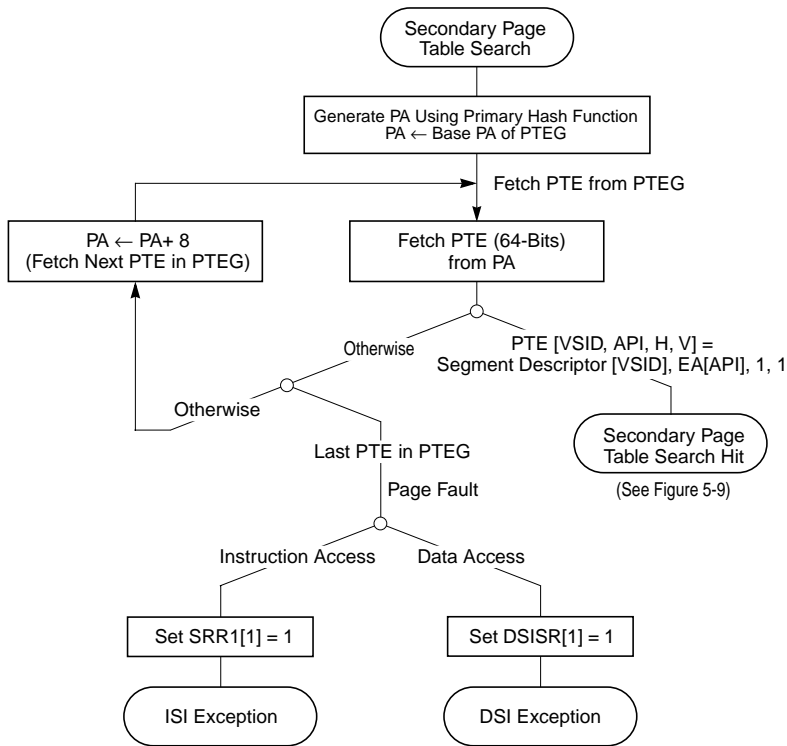 Secondary Page
Table Search
Generate PA Using Primary Hash Function
PA ← Base PA of PTEG
Fetch PTE from PTEG
PA ← PA+ 8
(Fetch Next PTE in PTEG)
Fetch PTE (64-Bits)
from PA
Otherwise
PTE [VSID, API, H, V] =
Segment Descriptor [VSID], EA[API], 1, 1
Otherwise
Secondary Page
Table Search Hit
(See Figure 5-9)
Last PTE in PTEG
Page Fault
Instruction Access
Data Access
Set SRR1[1] = 1
Set DSISR[1] = 1
ISI Exception
DSI Exception